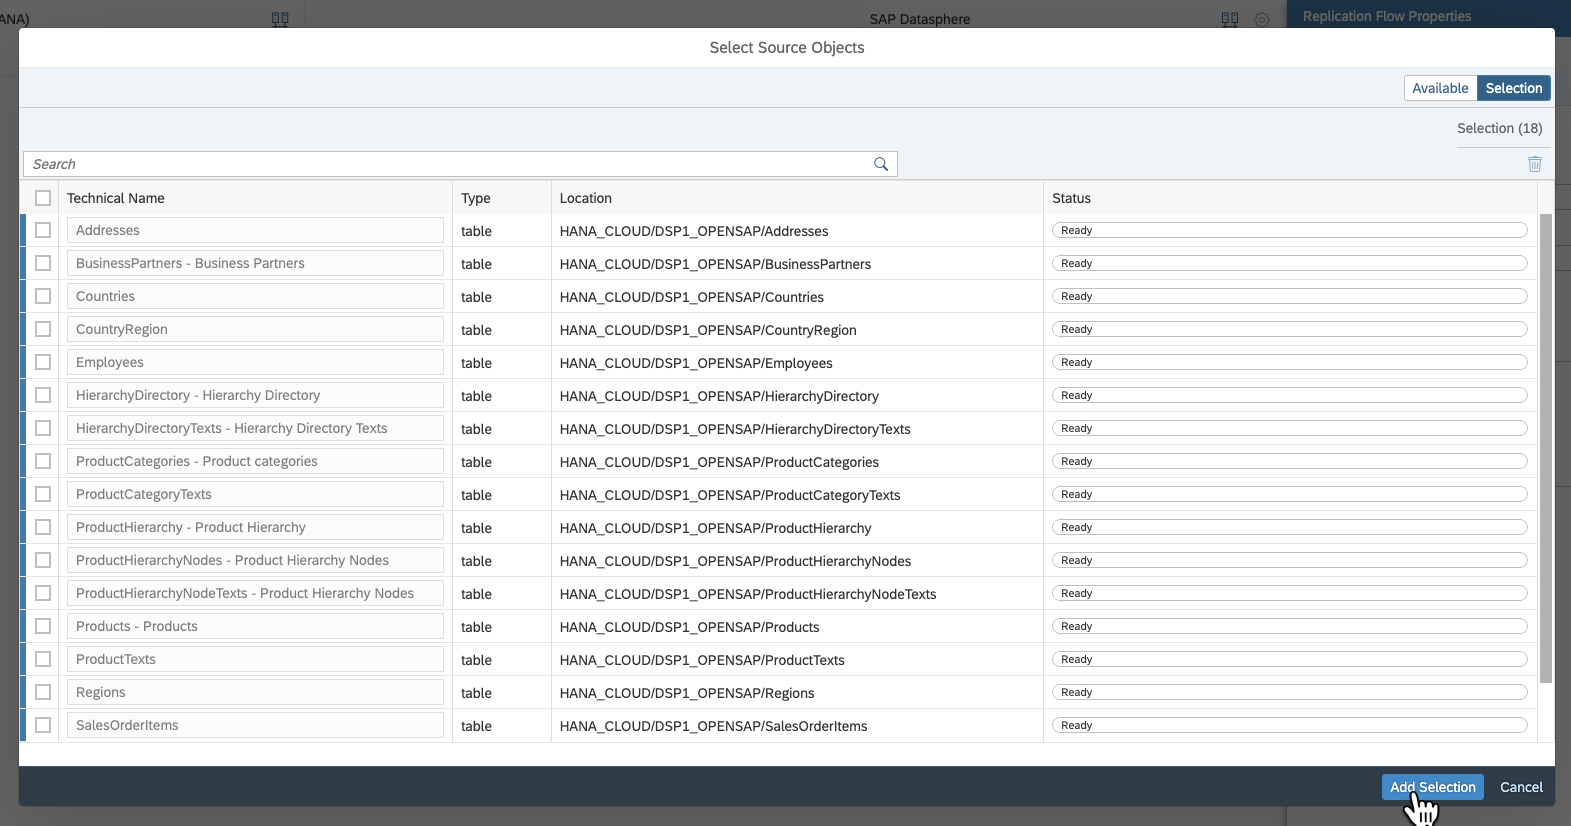 ANA)
SAP Datasphere
Replication Flow Properties
Select Source Objects
Available Selection
Selection (18)
Search
Technical Name Type Location Status
Addresses table HANA_CLOUD/DSP1_OPENSAP/Addresses Ready
BusinessPartners - Business Partners table HANA_CLOUD/DSP1_OPENSAP/BusinessPartners Ready
Countries table HANA_CLOUD/DSP1_OPENSAP/Countries Ready
CountryRegion table HANA_CLOUD/DSP1_OPENSAP/CountryRegion Ready
Employees table HANA_CLOUD/DSP1_OPENSAP/Employees Ready
HierarchyDirectory - Hierarchy Directory table HANA_CLOUD/DSP1_OPENSAP/HierarchyDirectory Ready
HierarchyDirectoryTexts - Hierarchy Directory Texts table HANA_CLOUD/DSP1_OPENSAP/HierarchyDirectoryTexts Ready
ProductCategories - Product categories table HANA_CLOUD/DSP1_OPENSAP/ProductCategories Ready
ProductCategoryTexts table HANA_CLOUD/DSP1_OPENSAP/ProductCategoryTexts Ready
ProductHierarchy - Product Hierarchy table HANA_CLOUD/DSP1_OPENSAP/ProductHierarchy Ready
ProductHierarchyNodes - Product Hierarchy Nodes table HANA_CLOUD/DSP1_OPENSAP/ProductHierarchyNodes Ready
ProductHierarchyNodeTexts - Product Hierarchy Nodes table HANA_CLOUD/DSP1_OPENSAP/ProductHierarchyNodeTexts Ready
Products - Products table HANA_CLOUD/DSP1_OPENSAP/Products Ready
ProductTexts table HANA_CLOUD/DSP1_OPENSAP/ProductTexts Ready
Regions table HANA_CLOUD/DSP1_OPENSAP/Regions Ready
SalesOrderItems table HANA_CLOUD/DSP1_OPENSAP/SalesOrderItems Ready
Add Selection Cancel